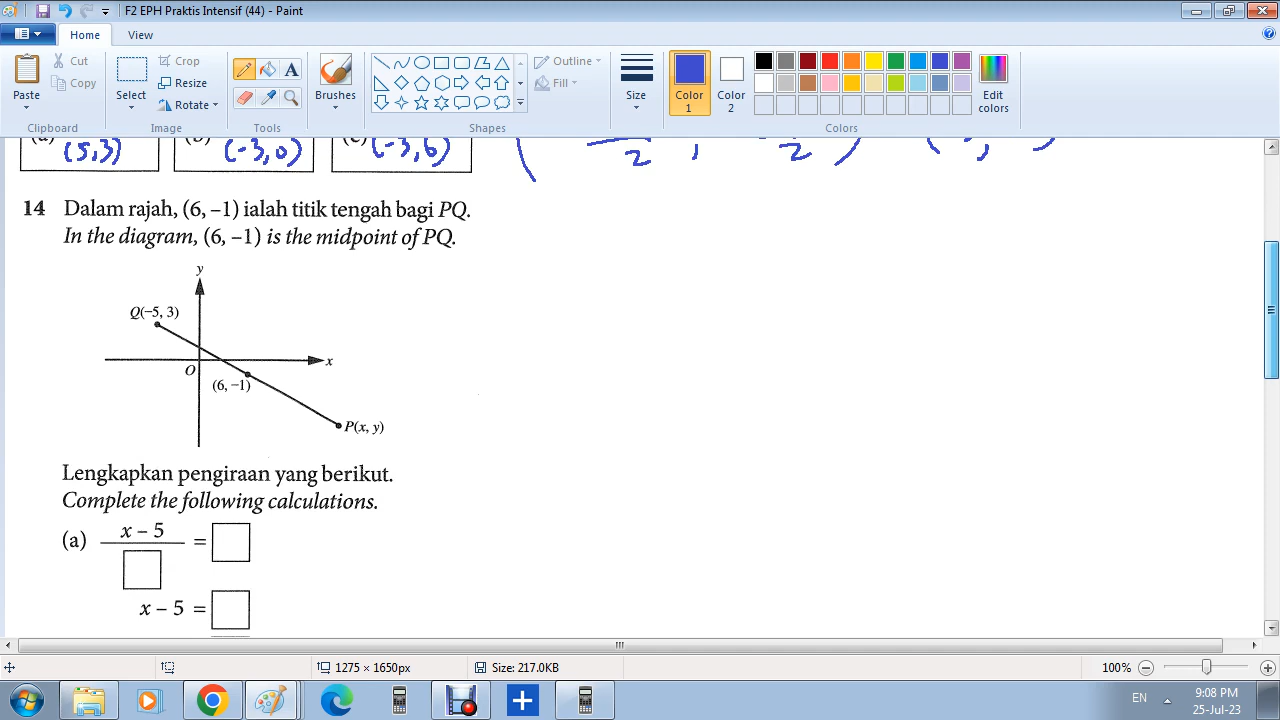 F2 EPH Praktis Intensif (44) - Paint
Home
View
Paste
Cut
Copy
Clipboard
Select
Crop
Resize
Rotate
Image
Tools
Brushes
Outline
Fill
Shapes
Size
Color 1
Color 2
Edit colors
Colors
(5,3)
(-3,0)
(-3,6)
2
2
14 Dalam rajah, (6, –1) ialah titik tengah bagi PQ.
In the diagram, (6, –1) is the midpoint of PQ.
y
Q(–5, 3)
O
x
(6, –1)
P(x, y)
Lengkapkan pengiraan yang berikut.
Complete the following calculations.
(a) x – 5 =
x – 5 =
1275 × 1650px
Size: 217.0KB
100%
EN
9:08 PM
25-Jul-23